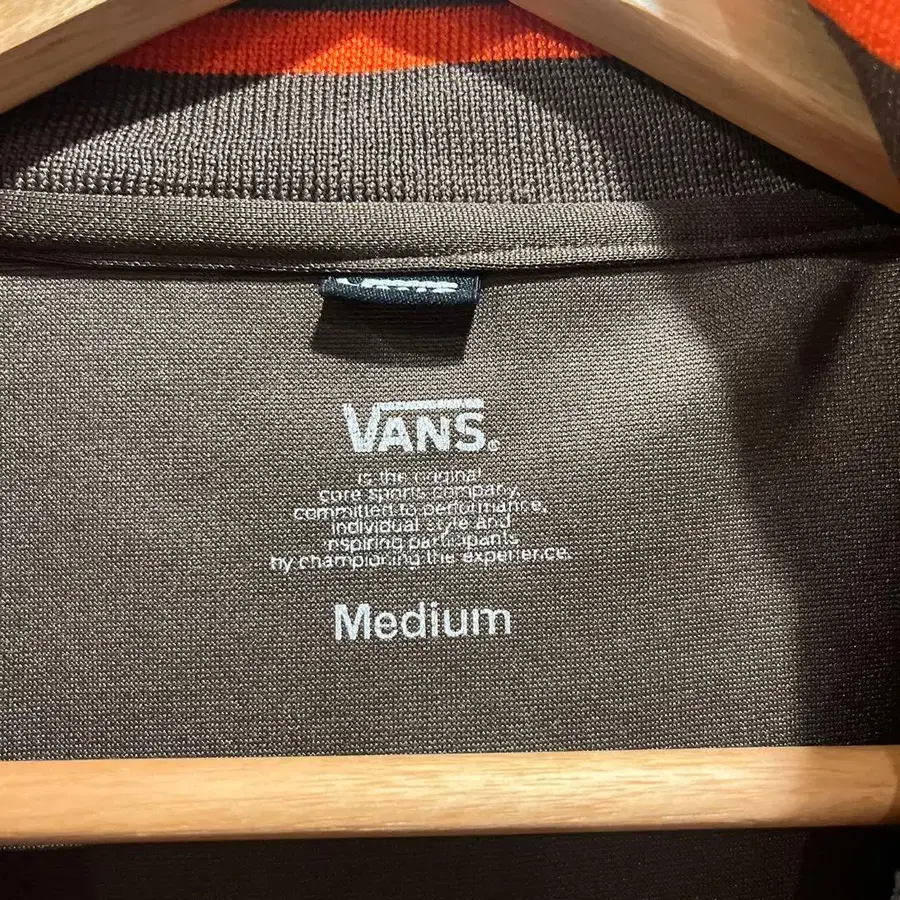 VANS
VANS
is the original
core sports company,
committed to performance,
individual style and
inspiring participants
by championing the experience.
Medium